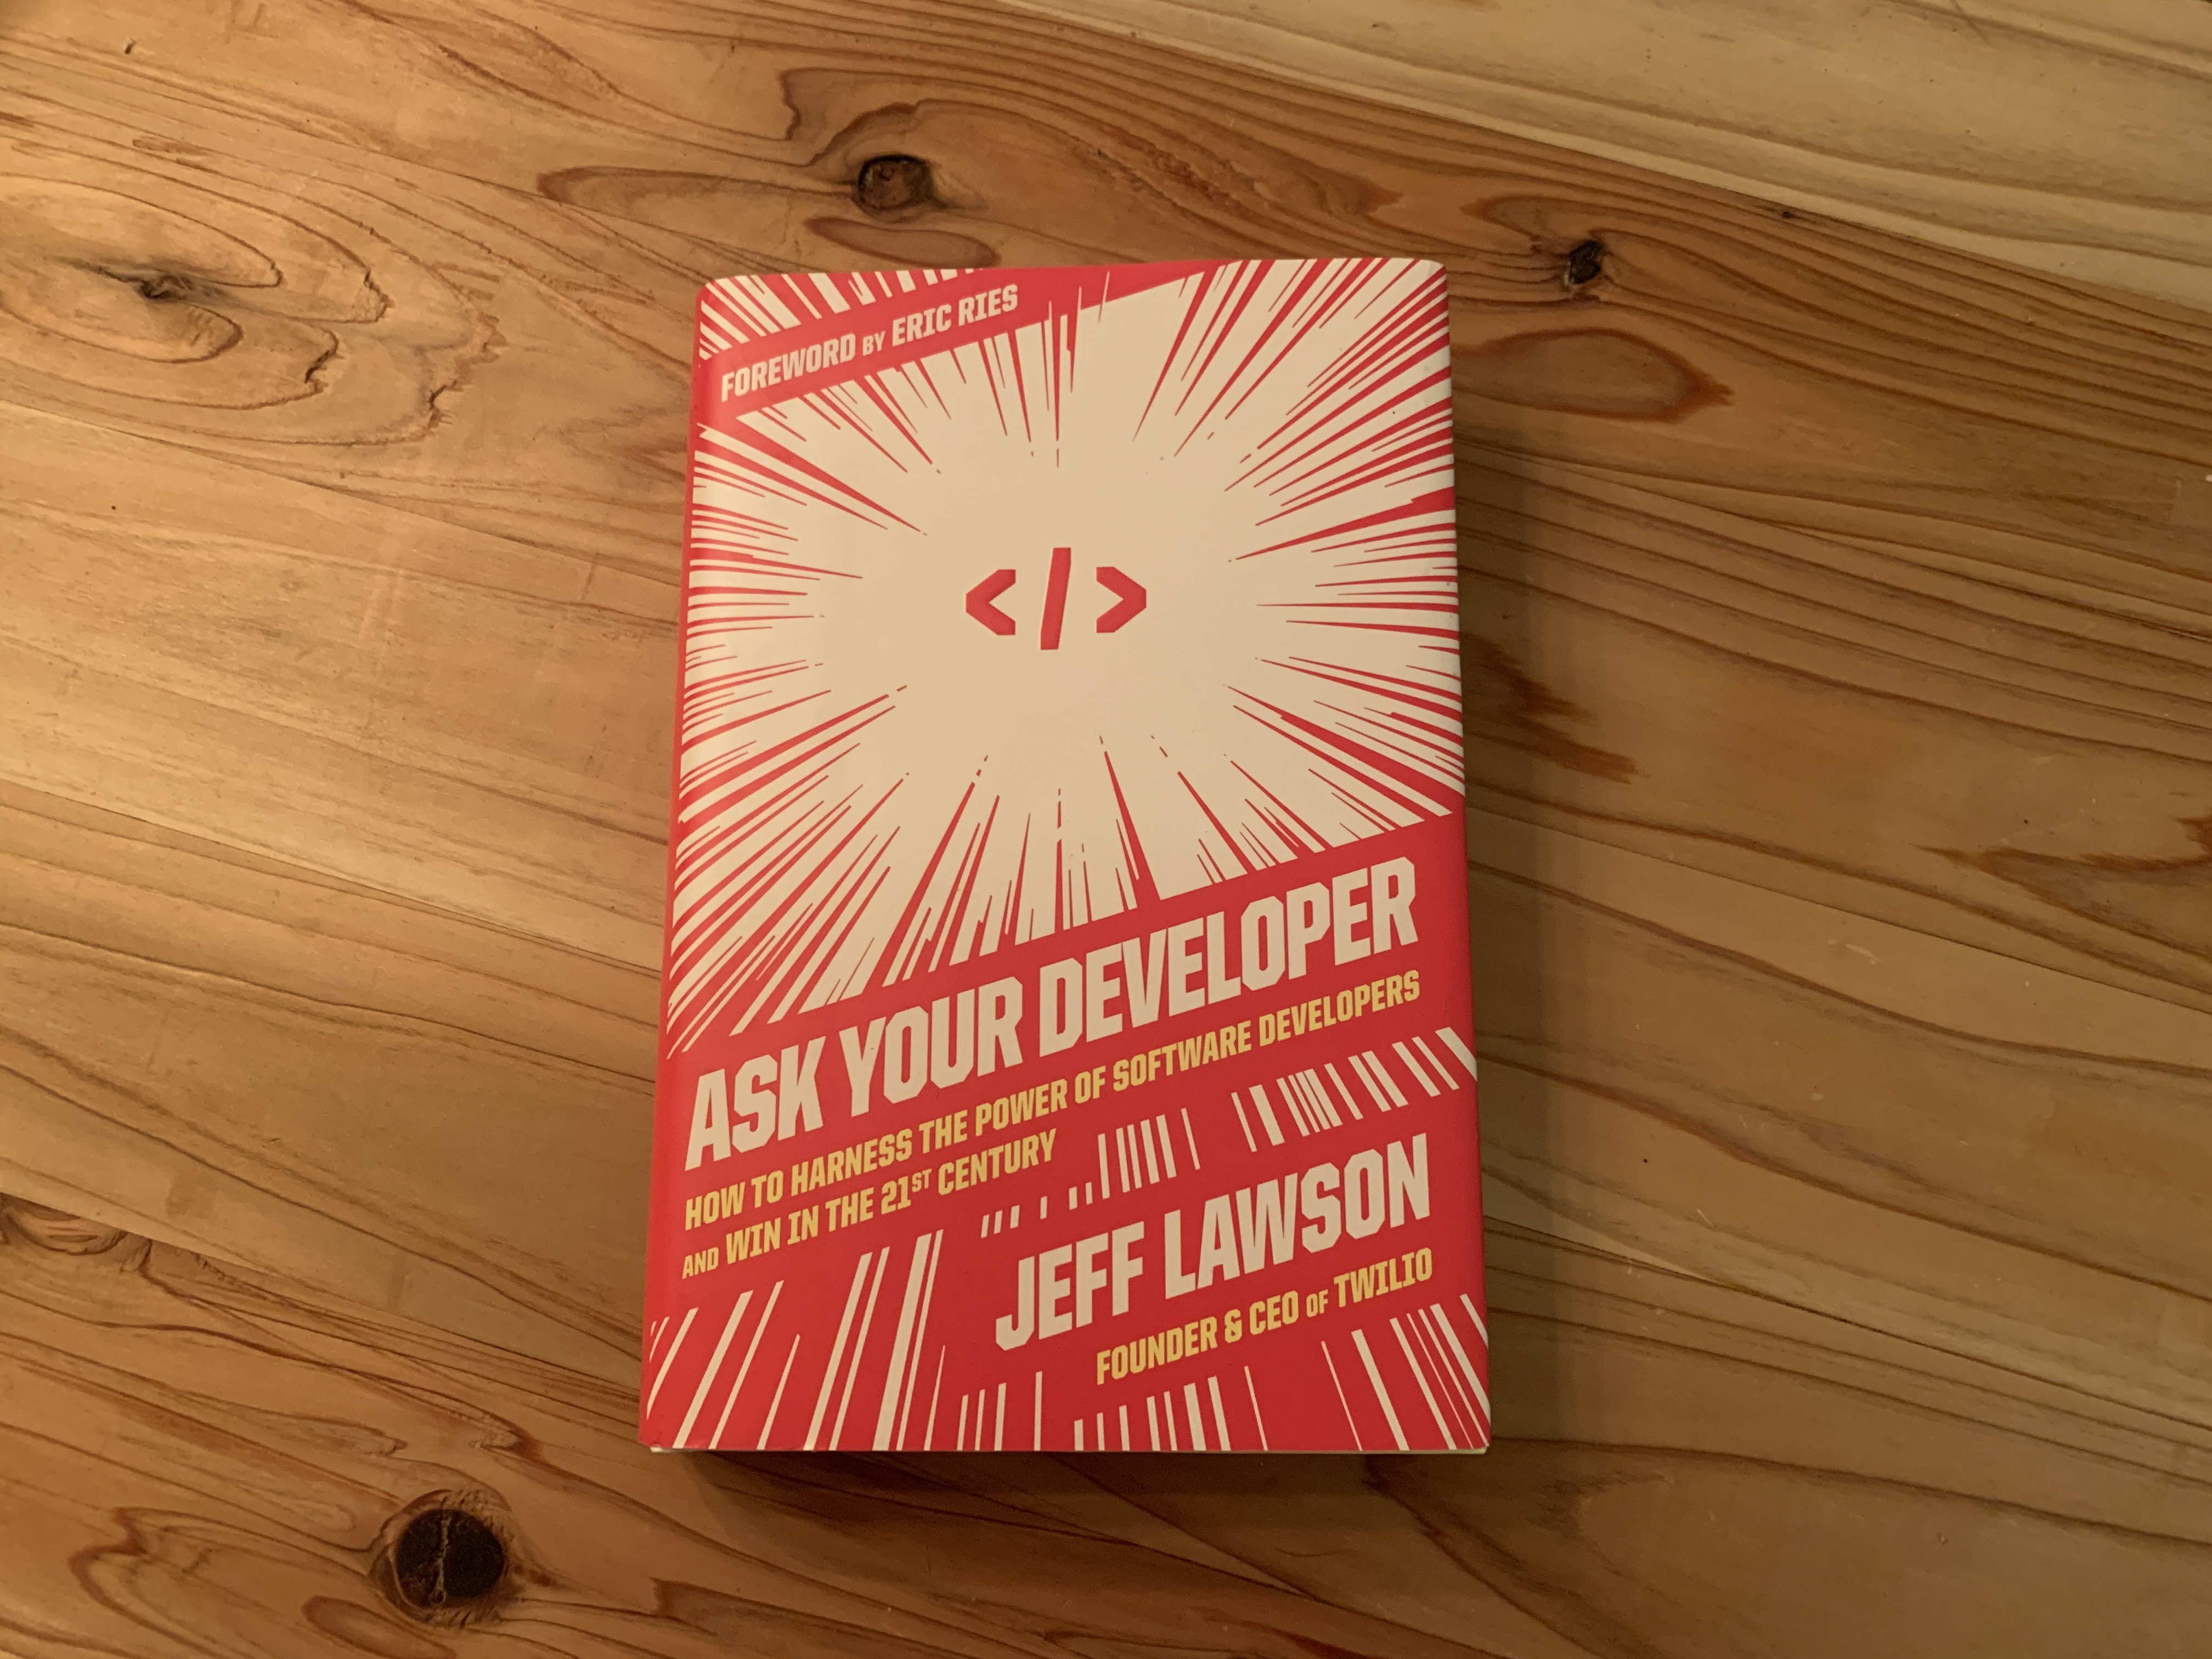 FOREWORD BY ERIC RIES
</>
ASK YOUR DEVELOPER
HOW TO HARNESS THE POWER OF SOFTWARE DEVELOPERS
AND WIN IN THE 21ST CENTURY
JEFF LAWSON
FOUNDER & CEO OF TWILIO